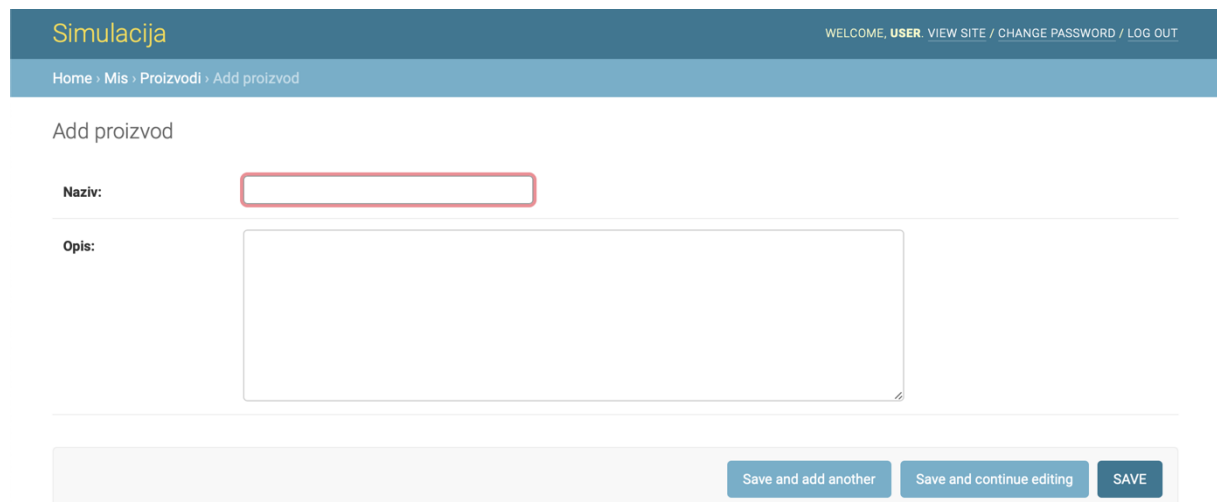 Simulacija
WELCOME, USER. VIEW SITE / CHANGE PASSWORD / LOG OUT
Home › Mis › Proizvodi › Add proizvod
Add proizvod
Naziv:
Opis:
Save and add another
Save and continue editing
SAVE